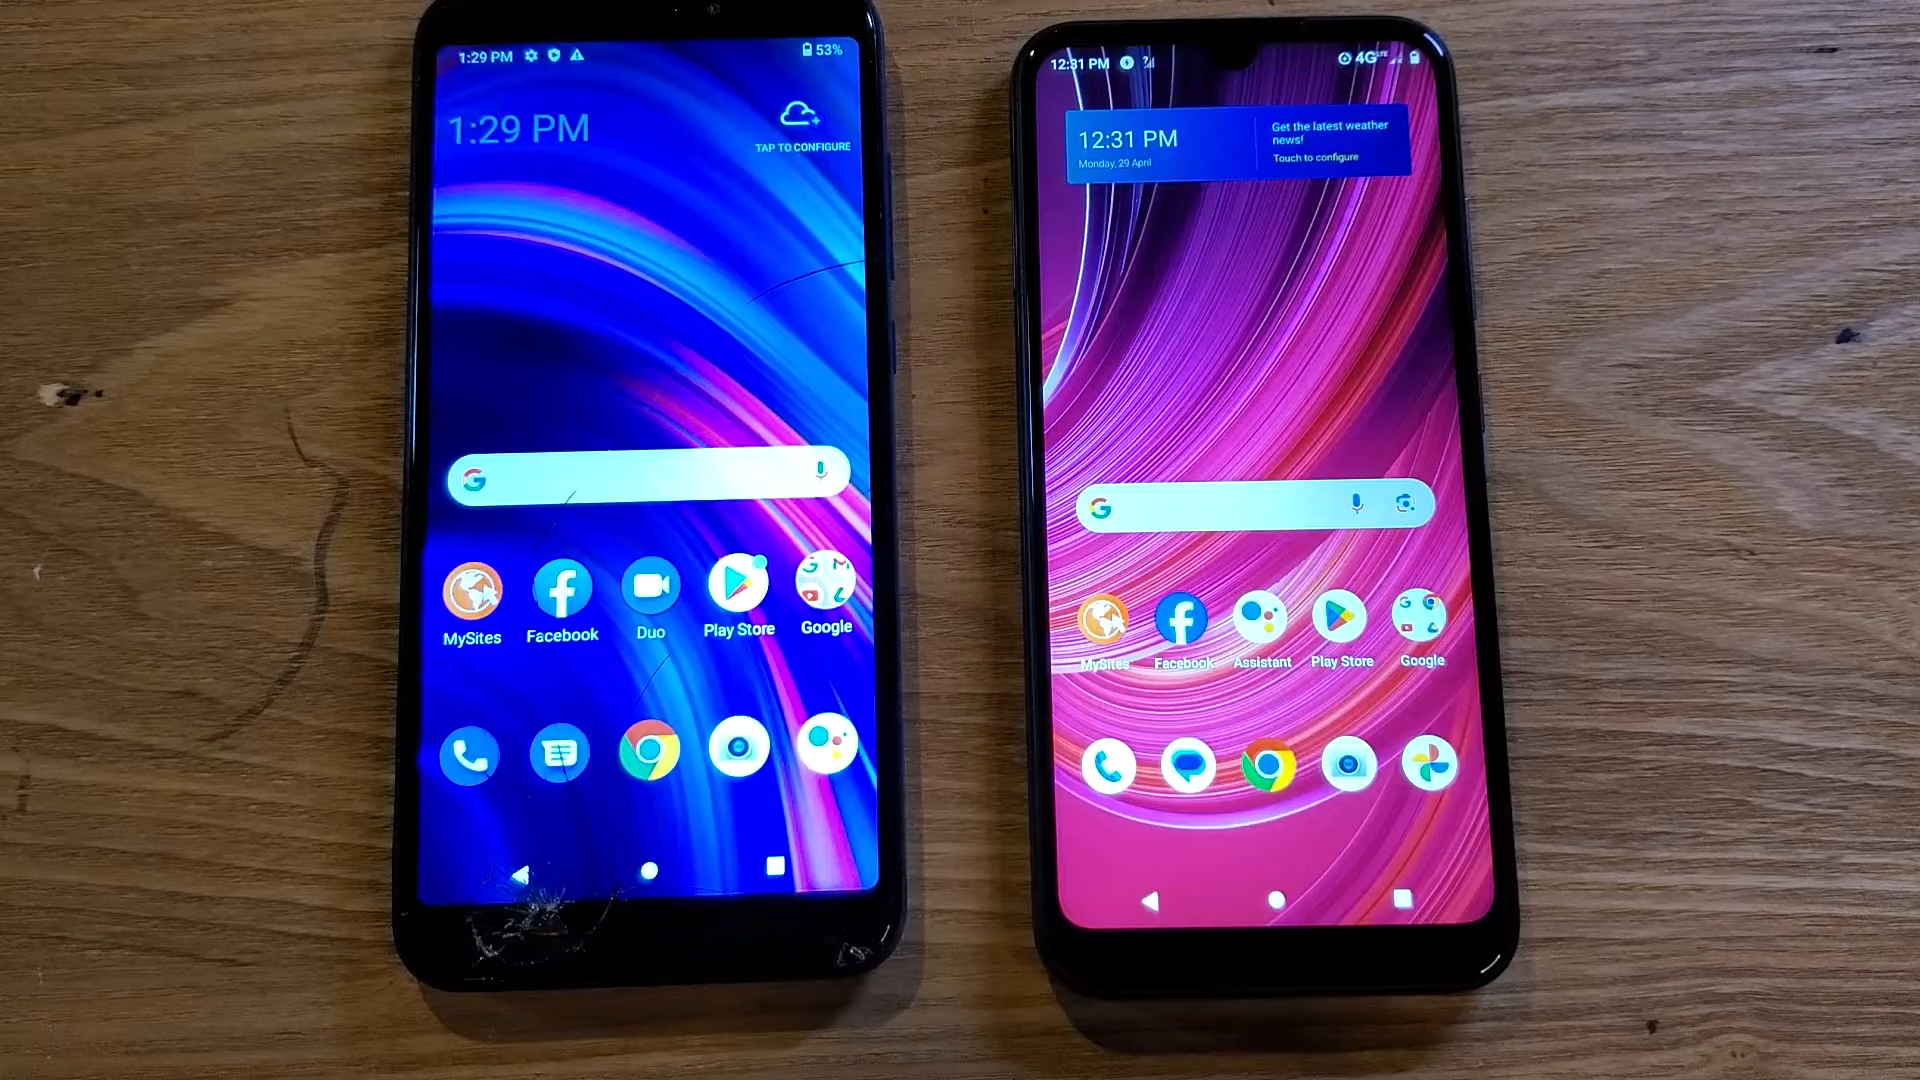 1:29 PM
53%
1:29 PM
TAP TO CONFIGURE
G
MySites
Facebook
Duo
Play Store
Google
12:31 PM
4G LTE
12:31 PM
Monday, 29 April
Get the latest weather
news!
Touch to configure
G
MySites
Facebook
Assistant
Play Store
Google